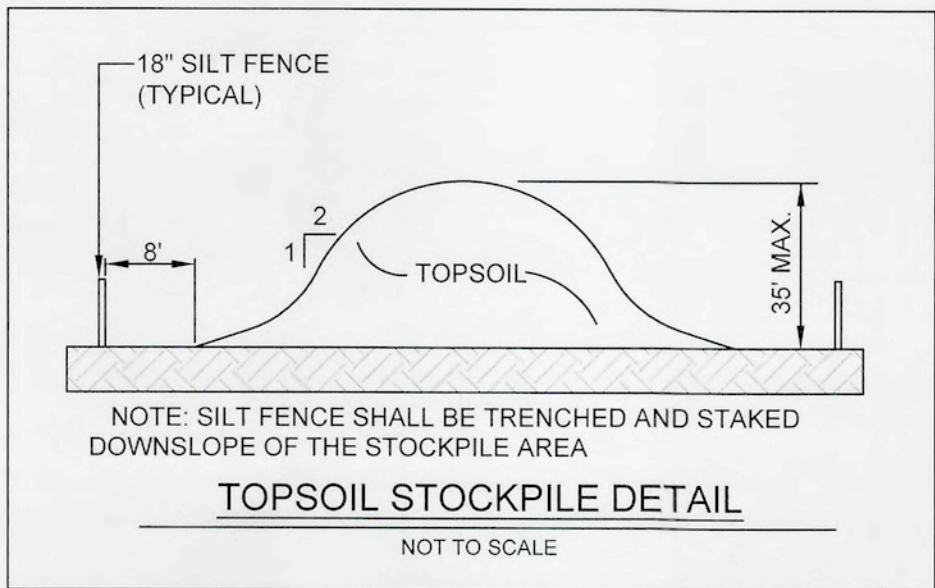 18" SILT FENCE
(TYPICAL)
2
1
8'
TOPSOIL
35' MAX.
NOTE: SILT FENCE SHALL BE TRENCHED AND STAKED
DOWNSLOPE OF THE STOCKPILE AREA
TOPSOIL STOCKPILE DETAIL
NOT TO SCALE